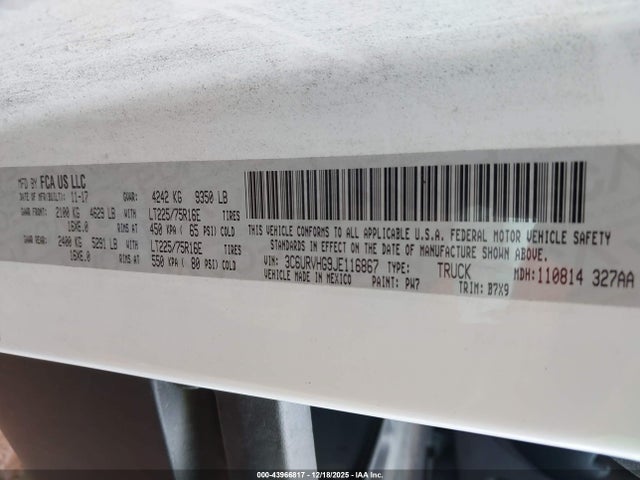 MFD BY FCA US LLC
DATE OF MFR(BUILT): 11-17 GVWR: 4242 KG 9350 LB
GAWR FRONT: 2100 KG 4629 LB WITH LT225/75R16E TIRES
16X6.0 RIMS AT 450 KPA ( 65 PSI) COLD
GAWR REAR: 2400 KG 5291 LB WITH LT225/75R16E TIRES
16X6.0 RIMS AT 550 KPA ( 80 PSI) COLD
THIS VEHICLE CONFORMS TO ALL APPLICABLE U.S.A. FEDERAL MOTOR VEHICLE SAFETY
STANDARDS IN EFFECT ON THE DATE OF MANUFACTURE SHOWN ABOVE.
VIN: 3C6URVHG9JE116867 TYPE: TRUCK MDH:110814 327AA
VEHICLE MADE IN MEXICO PAINT: PW7 TRIM: B7X9
000-43966817 - 12/18/2025 - IAA Inc.